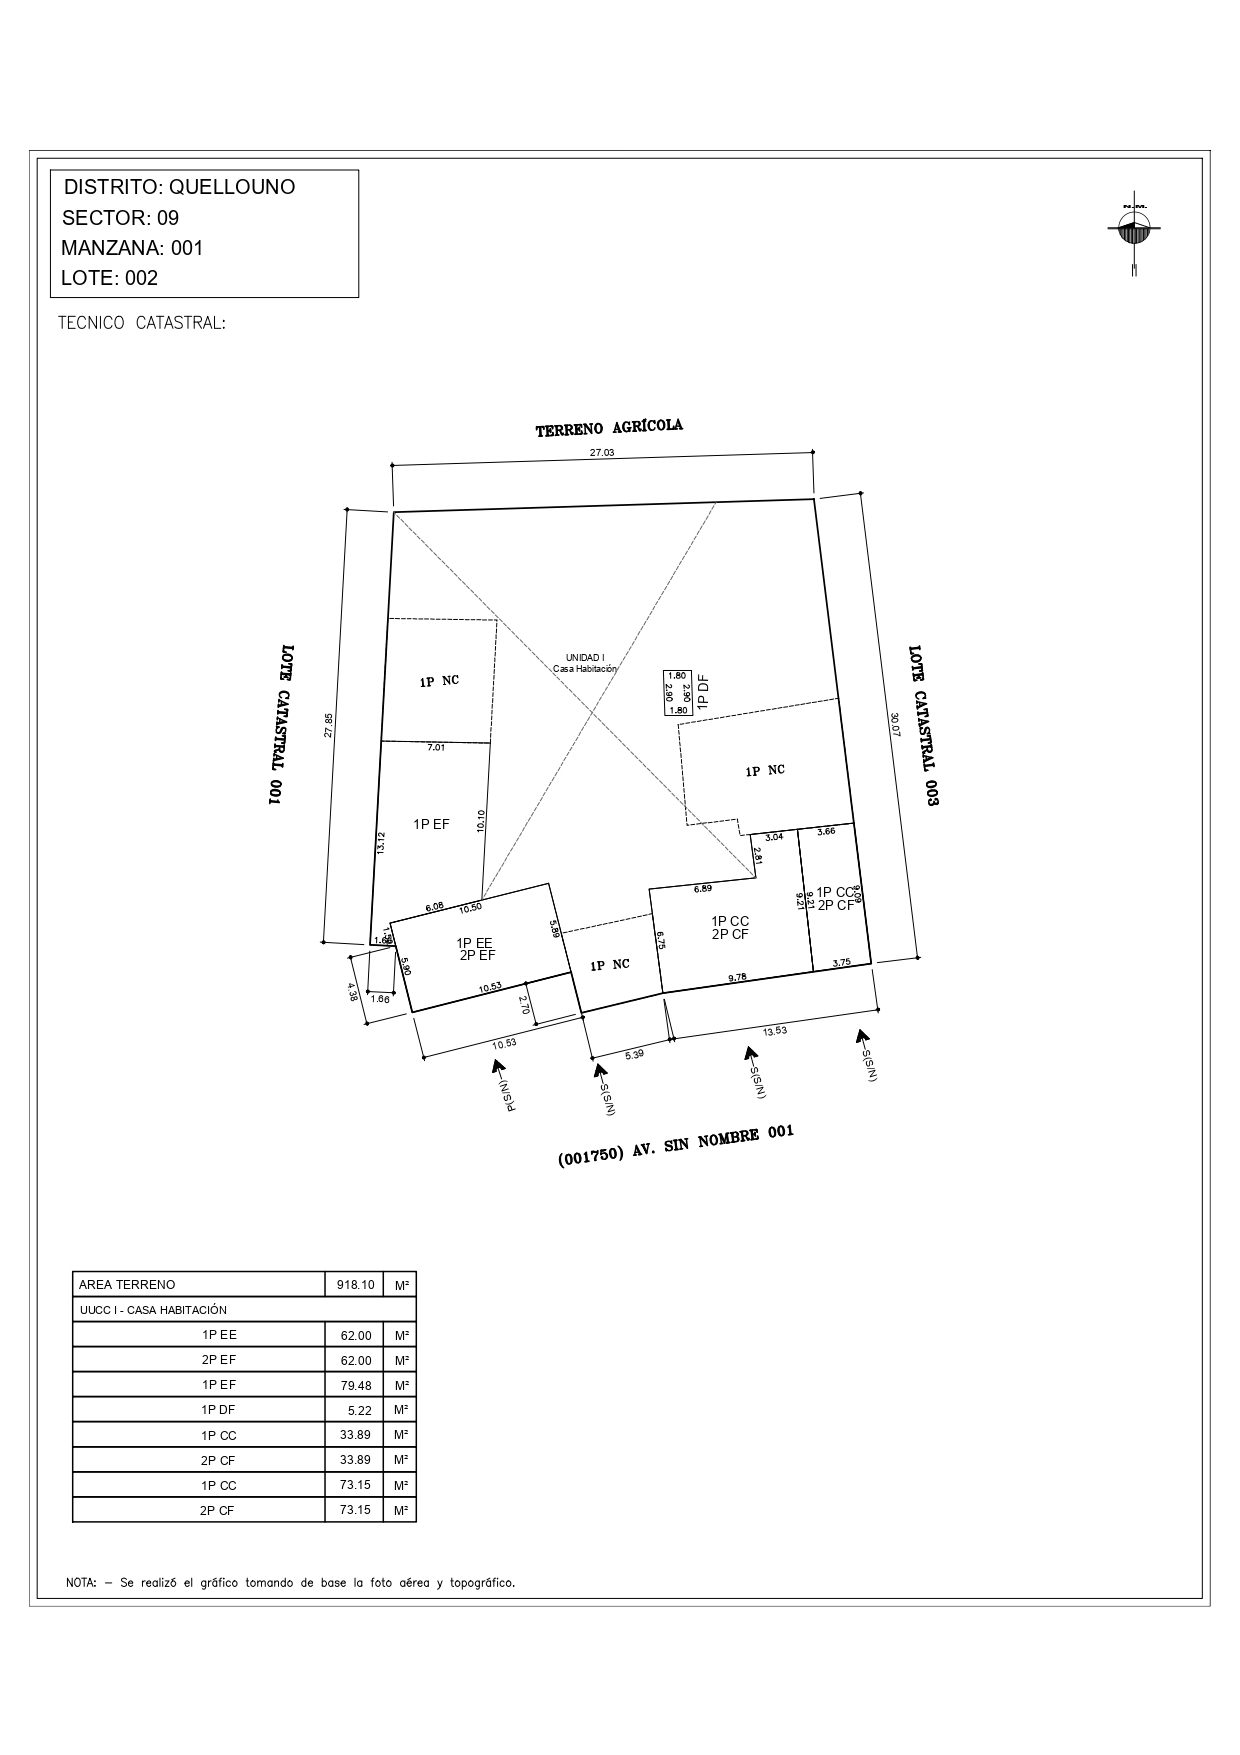 DISTRITO: QUELLOUNO
SECTOR: 09
MANZANA: 001
LOTE: 002
N.M.
TECNICO CATASTRAL:
TERRENO AGRÍCOLA
27.03
LOTE CATASTRAL 001
27.85
LOTE CATASTRAL 003
30.07
UNIDAD I
Casa Habitación
1P NC
7.01
1P EF
13.12
10.10
1.80
2.90
2.90
1.80
1P DF
1P NC
3.04
3.66
2.81
6.89
9.21
9.21
9.09
1P CC
2P CF
1P CC
2P CF
6.08
10.50
5.89
1P EE
2P EF
1.66
5.90
10.53
1P NC
6.75
9.78
3.75
4.38
1.66
2.70
10.53
5.39
13.53
P(S/N)
S(S/N)
S(S/N)
S(S/N)
(001750) AV. SIN NOMBRE 001
AREA TERRENO 918.10 M²
UUCC I - CASA HABITACIÓN
1P EE 62.00 M²
2P EF 62.00 M²
1P EF 79.48 M²
1P DF 5.22 M²
1P CC 33.89 M²
2P CF 33.89 M²
1P CC 73.15 M²
2P CF 73.15 M²
NOTA: - Se realizó el gráfico tomando de base la foto aérea y topográfico.